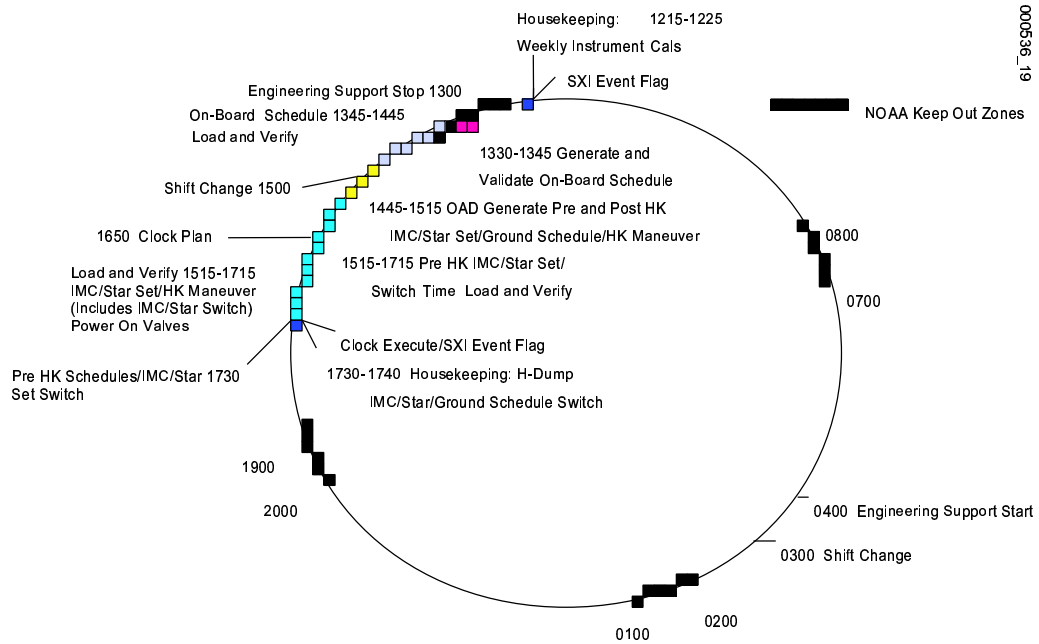 000536_19
Housekeeping: 1215-1225
Weekly Instrument Cals
SXI Event Flag
Engineering Support Stop 1300
On-Board Schedule 1345-1445
Load and Verify
NOAA Keep Out Zones
1330-1345 Generate and
Validate On-Board Schedule
Shift Change 1500
1445-1515 OAD Generate Pre and Post HK
IMC/Star Set/Ground Schedule/HK Maneuver
1650 Clock Plan
1515-1715 Pre HK IMC/Star Set/
Switch Time Load and Verify
Load and Verify 1515-1715
IMC/Star Set/HK Maneuver
(Includes IMC/Star Switch)
Power On Valves
0800
0700
Clock Execute/SXI Event Flag
Pre HK Schedules/IMC/Star 1730
Set Switch
1730-1740 Housekeeping: H-Dump
IMC/Star/Ground Schedule Switch
1900
2000
0400 Engineering Support Start
0300 Shift Change
0200
0100